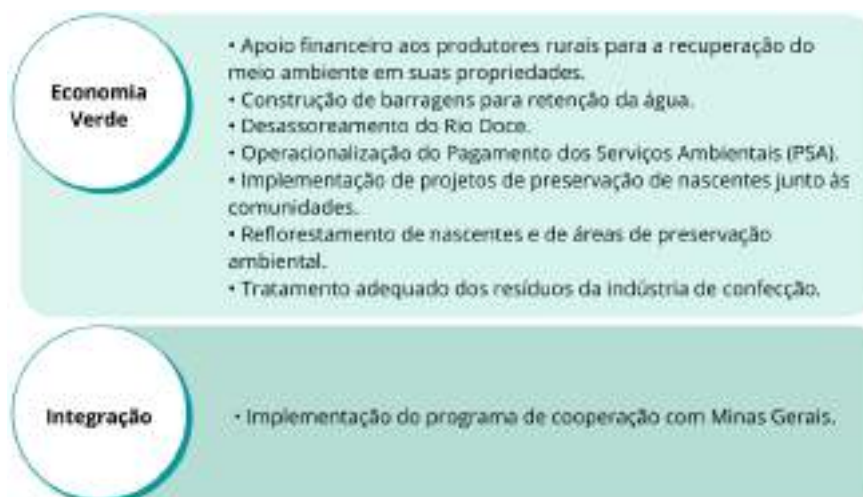 Economia
Verde
• Apoio financeiro aos produtores rurais para a recuperação do
meio ambiente em suas propriedades.
• Construção de barragens para retenção da água.
• Desassoreamento do Rio Doce.
• Operacionalização do Pagamento dos Serviços Ambientais (PSA).
• Implementação de projetos de preservação de nascentes junto às
comunidades.
• Reflorestamento de nascentes e de áreas de preservação
ambiental.
• Tratamento adequado dos resíduos da indústria de confecção.
Integração
• Implementação do programa de cooperação com Minas Gerais.